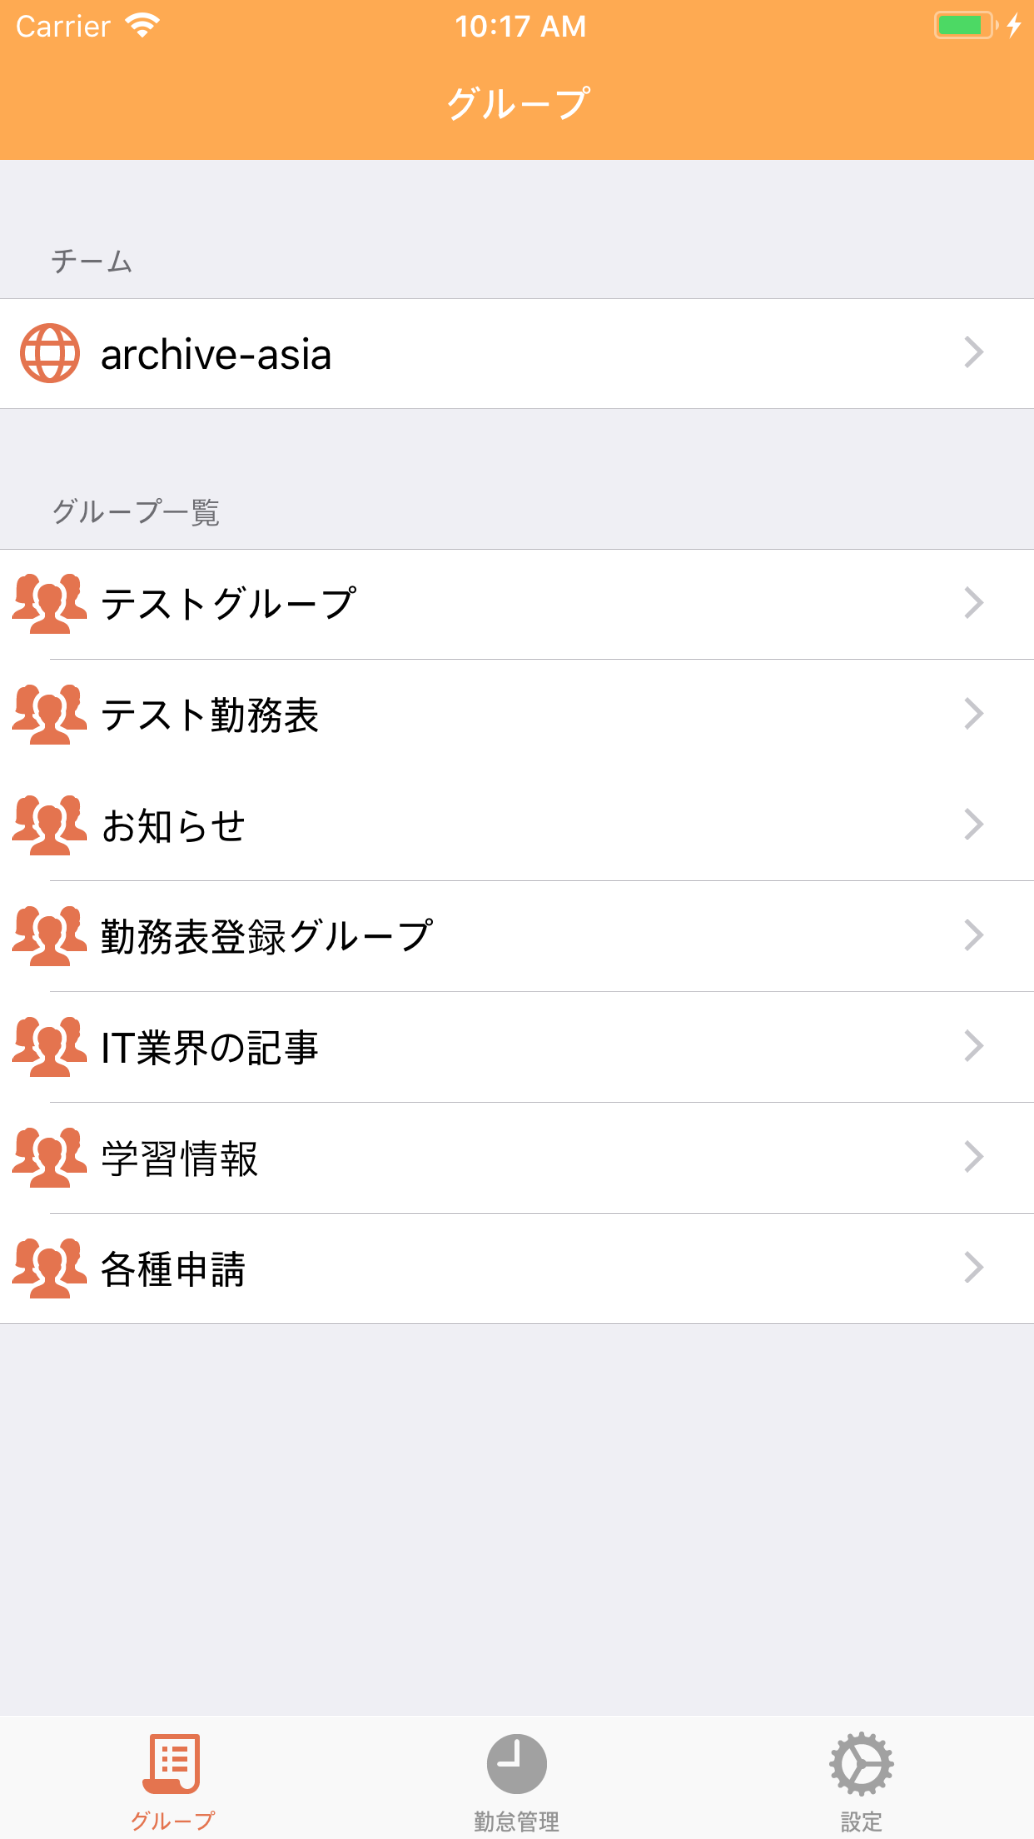 Carrier 10:17 AM
グループ
チーム
archive-asia
グループ一覧
テストグループ
テスト勤務表
お知らせ
勤務表登録グループ
IT業界の記事
学習情報
各種申請
グループ 勤怠管理 設定